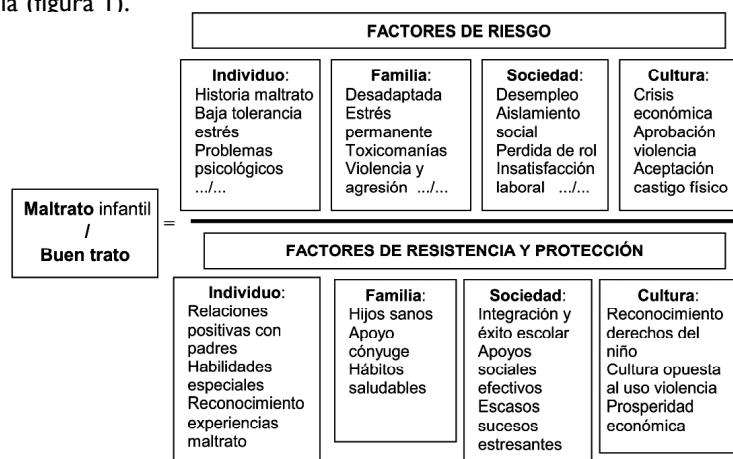 ia (figura 1).
FACTORES DE RIESGO
Individuo:
Historia maltrato
Baja tolerancia
estrés
Problemas
psicológicos
.../...
Familia:
Desadaptada
Estrés
permanente
Toxicomanías
Violencia y
agresión .../...
Sociedad:
Desempleo
Aislamiento
social
Perdida de rol
Insatisfacción
laboral .../...
Cultura:
Crisis
económica
Aprobación
violencia
Aceptación
castigo físico
Maltrato infantil
/
Buen trato
=
FACTORES DE RESISTENCIA Y PROTECCIÓN
Individuo:
Relaciones
positivas con
padres
Habilidades
especiales
Reconocimiento
experiencias
maltrato
Familia:
Hijos sanos
Apoyo
cónyuge
Hábitos
saludables
Sociedad:
Integración y
éxito escolar
Apoyos
sociales
efectivos
Escasos
sucesos
estresantes
Cultura:
Reconocimiento
derechos del
niño
Cultura opuesta
al uso violencia
Prosperidad
económica